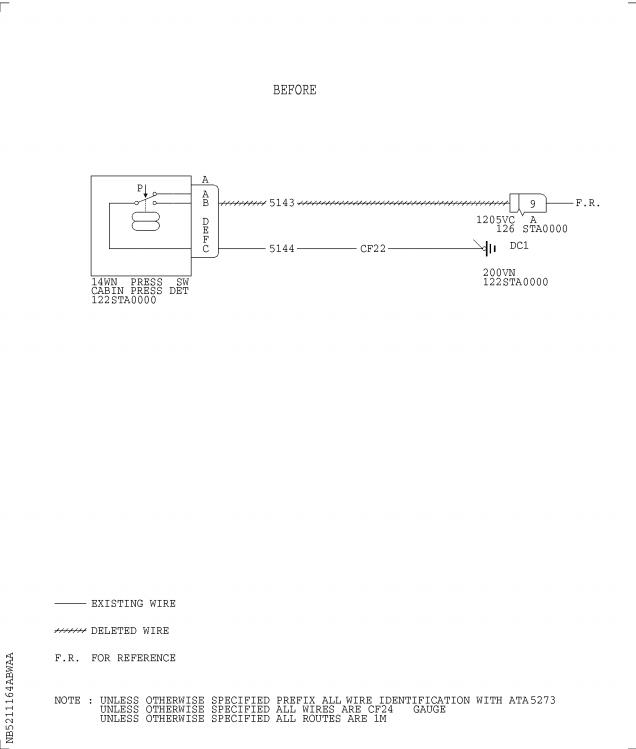 BEFORE
A
P
A
B
5143
9
F.R.
1205VC A
126 STA0000
D
E
F
C
5144
CF22
DC1
14WN PRESS SW
CABIN PRESS DET
122STA0000
200VN
122STA0000
EXISTING WIRE
DELETED WIRE
F.R. FOR REFERENCE
NOTE : UNLESS OTHERWISE SPECIFIED PREFIX ALL WIRE IDENTIFICATION WITH ATA5273
UNLESS OTHERWISE SPECIFIED ALL WIRES ARE CF24 GAUGE
UNLESS OTHERWISE SPECIFIED ALL ROUTES ARE 1M
NB5211164ABWAA